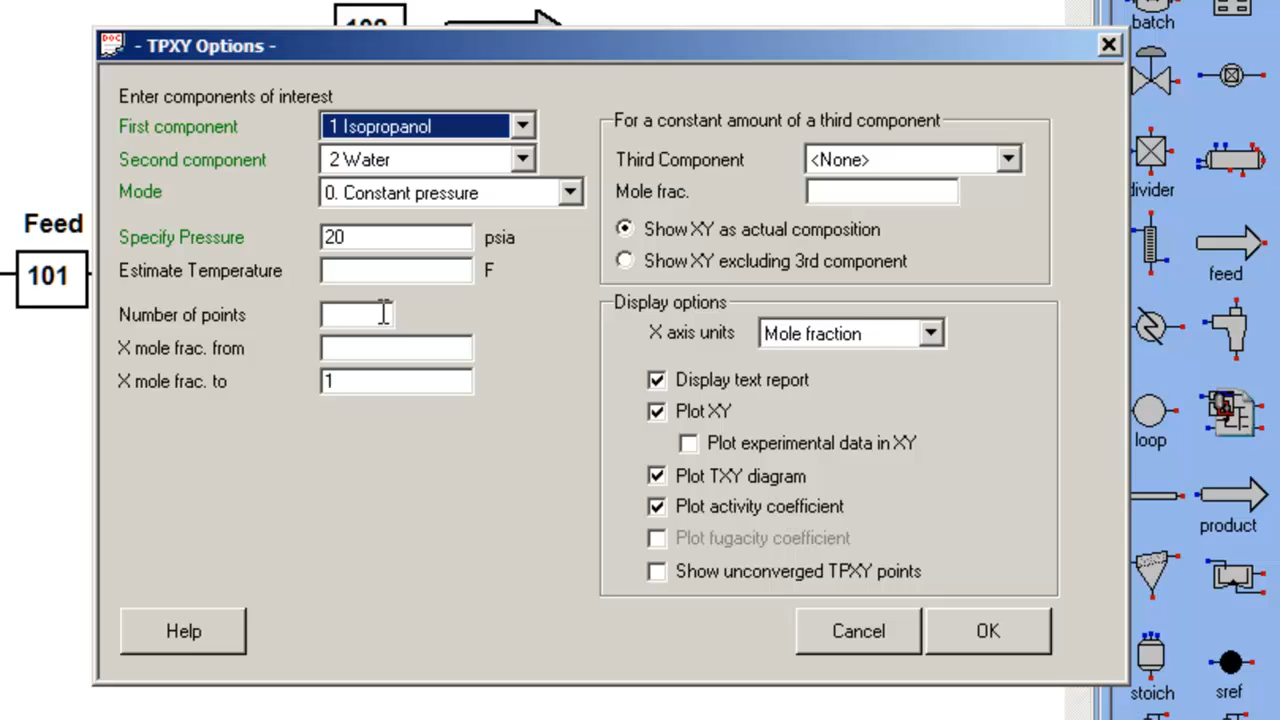 batch
DOC
- TPXY Options -
Enter components of interest
First component
1 Isopropanol
Second component
2 Water
Mode
0. Constant pressure
Specify Pressure
20
psia
Estimate Temperature
F
Number of points
X mole frac. from
X mole frac. to
1
For a constant amount of a third component
Third Component
<None>
Mole frac.
Show XY as actual composition
Show XY excluding 3rd component
Display options
X axis units
Mole fraction
Display text report
Plot XY
Plot experimental data in XY
Plot TXY diagram
Plot activity coefficient
Plot fugacity coefficient
Show unconverged TPXY points
Help
Cancel
OK
Feed
101
divider
feed
loop
product
stoich
sref